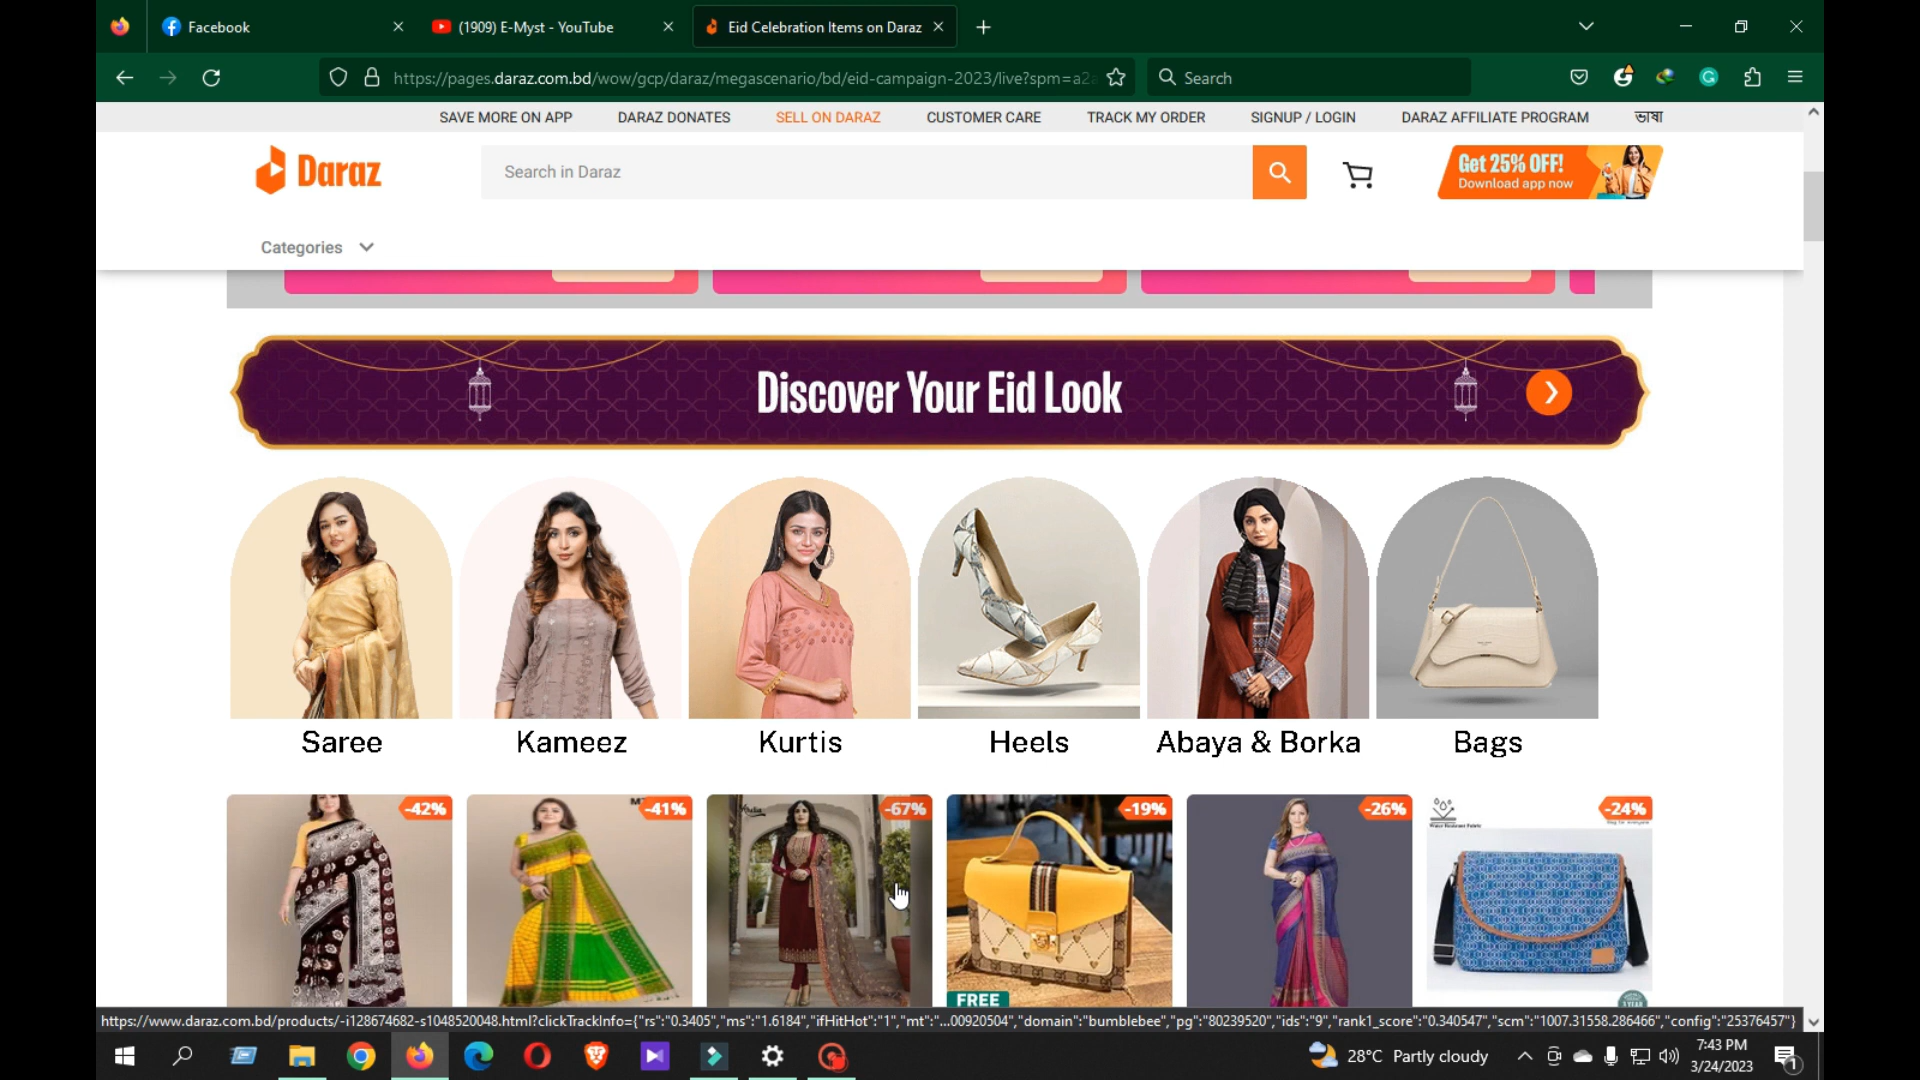 Facebook
(1909) E-Myst - YouTube
Eid Celebration Items on Daraz
https://pages.daraz.com.bd/wow/gcp/daraz/megascenario/bd/eid-campaign-2023/live?spm=a2a
Search
SAVE MORE ON APP
DARAZ DONATES
SELL ON DARAZ
CUSTOMER CARE
TRACK MY ORDER
SIGNUP / LOGIN
DARAZ AFFILIATE PROGRAM
ভাষা
Daraz
Search in Daraz
Get 25% OFF!
Download app now
Categories
Discover Your Eid Look
Saree
Kameez
Kurtis
Heels
Abaya & Borka
Bags
-42%
-41%
-67%
-19%
-26%
-24%
FREE
https://www.daraz.com.bd/products/-i128674682-s1048520048.html?clickTrackInfo={"rs":"0.3405","ms":"1.6184","ifHitHot":"1","mt":"...00920504","domain":"bumblebee","pg":"80239520","ids":"9","rank1_score":"0.340547","scm":"1007.31558.286466","config":"25376457"}
28°C Partly cloudy
7:43 PM
3/24/2023
1